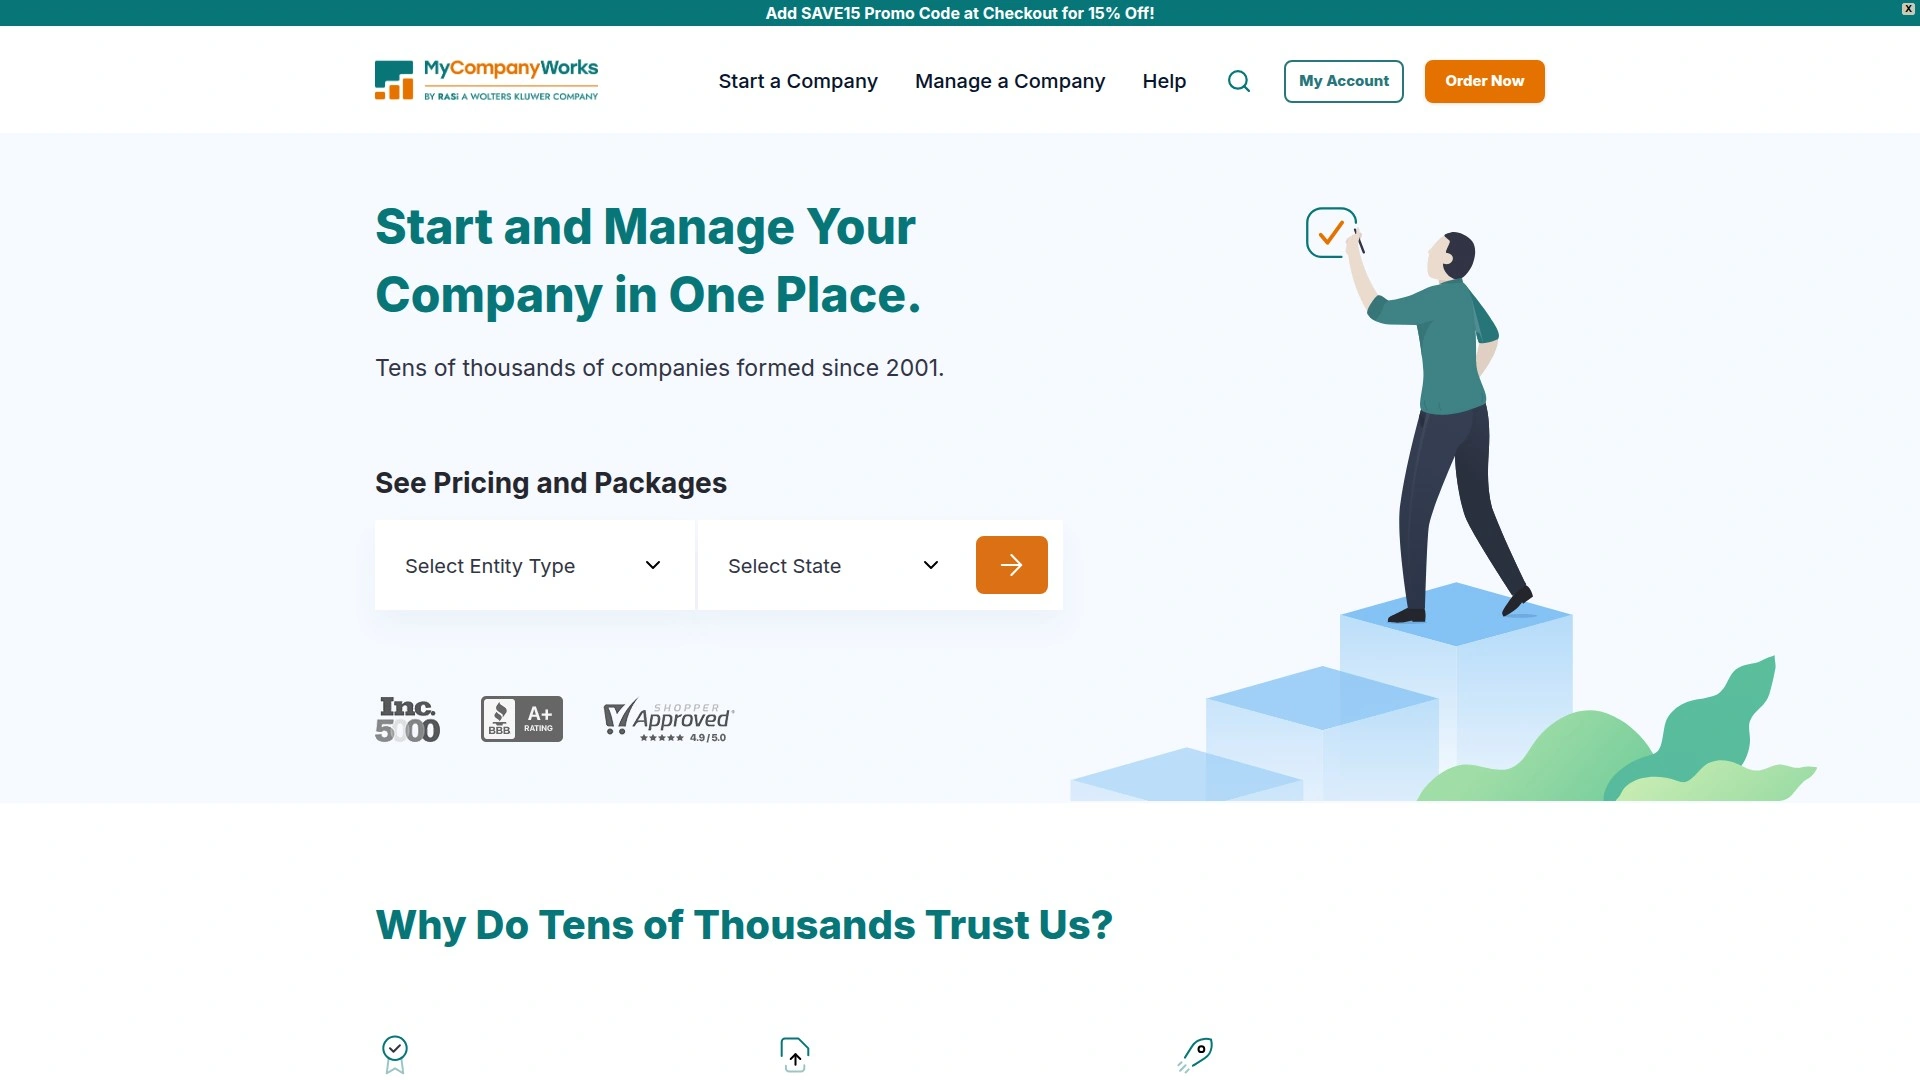 Add SAVE15 Promo Code at Checkout for 15% Off!
X
MyCompanyWorks
BY RASi A WOLTERS KLUWER COMPANY
Start a Company
Manage a Company
Help
My Account
Order Now
Start and Manage Your
Company in One Place.
Tens of thousands of companies formed since 2001.
See Pricing and Packages
Select Entity Type
Select State
Inc.
5000
BBB
A+
RATING
SHOPPER
Approved
4.9/5.0
Why Do Tens of Thousands Trust Us?